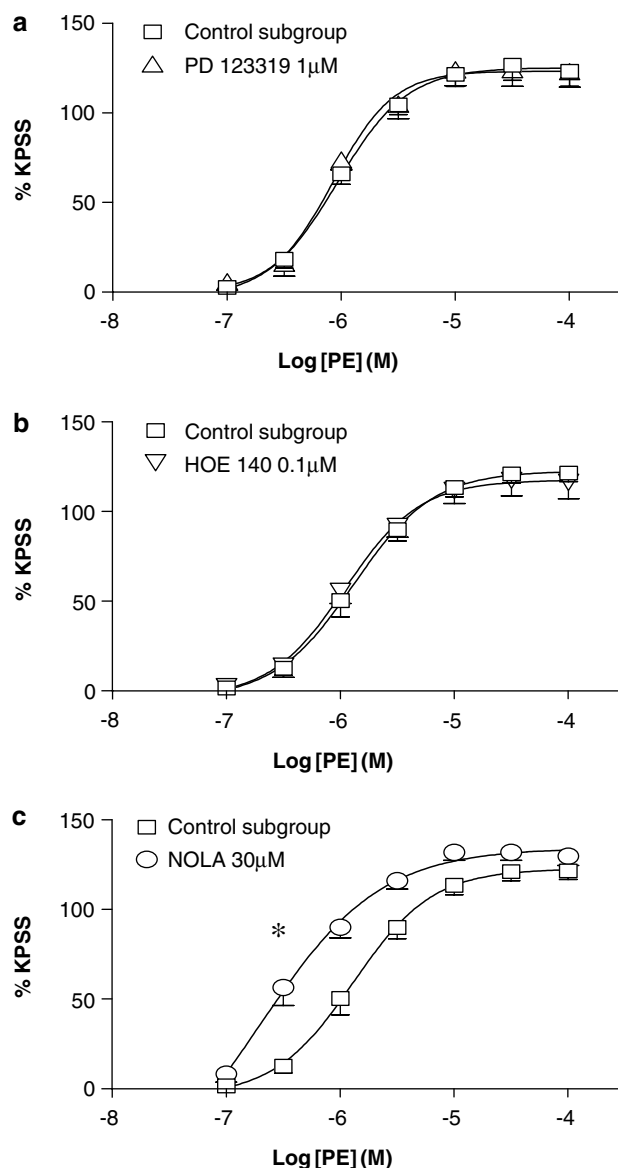 a
150
100
50
0
% KPSS
Control subgroup
PD 123319 1μM
-8 -7 -6 -5 -4
Log [PE] (M)
b
150
100
50
0
% KPSS
Control subgroup
HOE 140 0.1μM
-8 -7 -6 -5 -4
Log [PE] (M)
c
150
100
50
0
% KPSS
Control subgroup
NOLA 30μM
*
-8 -7 -6 -5 -4
Log [PE] (M)